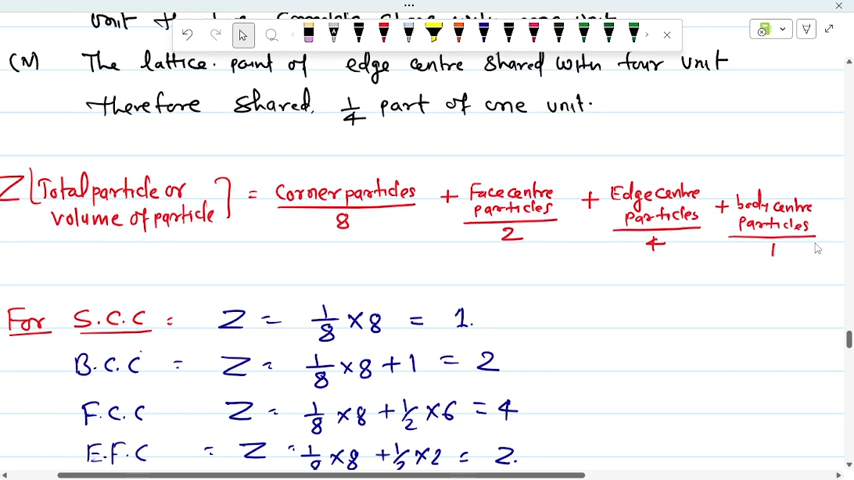 unit
(iv) The lattice point of edge centre shared with four unit
therefore shared 1/4 part of one unit.
Z [Total particle or volume of particle] = Corner particles/8 + Face centre particles/2 + Edge centre particles/4 + body centre particles/1
For S.C.C = Z = 1/8 × 8 = 1.
B.C.C = Z = 1/8 × 8 + 1 = 2
F.C.C Z = 1/8 × 8 + 1/2 × 6 = 4
E.F.C = Z = 1/8 × 8 + 1/2 × 2 = 2.